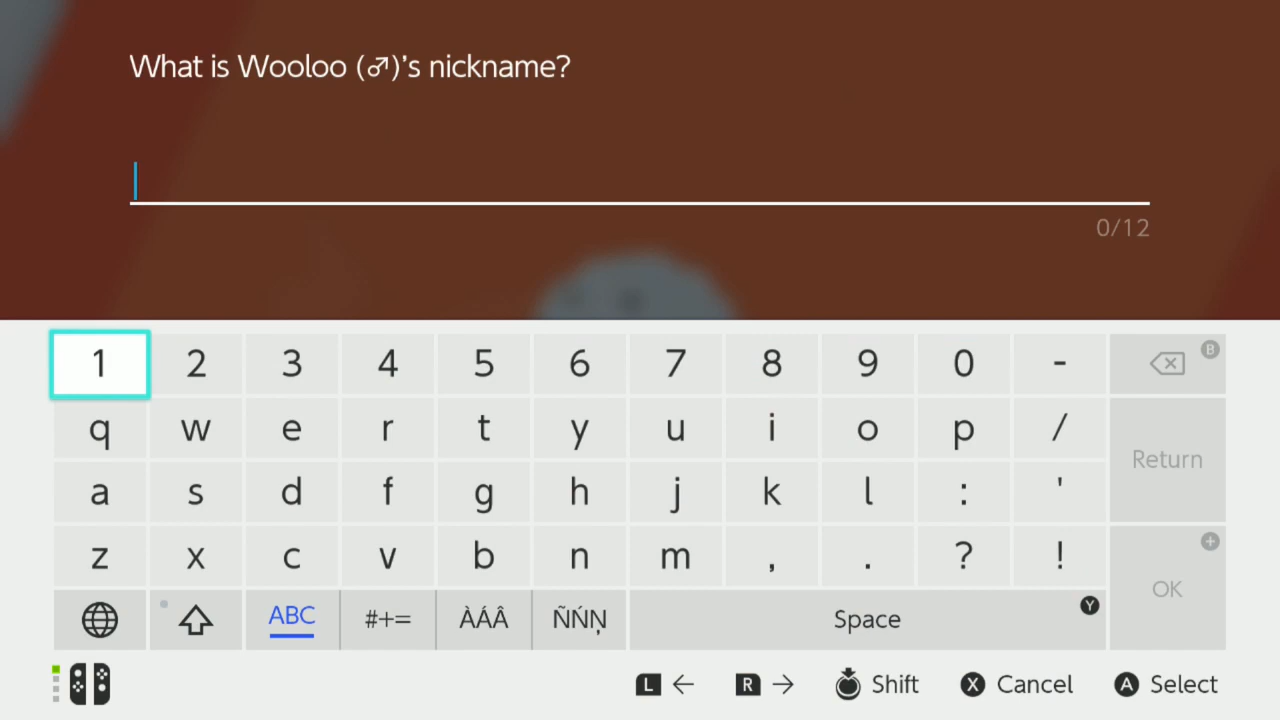 What is Wooloo (♂)'s nickname?
0/12
1 2 3 4 5 6 7 8 9 0 - B
q w e r t y u i o p /
Return
a s d f g h j k l : '
z x c v b n m , . ? ! +
OK
ABC #+= ÀÁÂ ÑŃŅ Space Y
L ← R → Shift X Cancel A Select